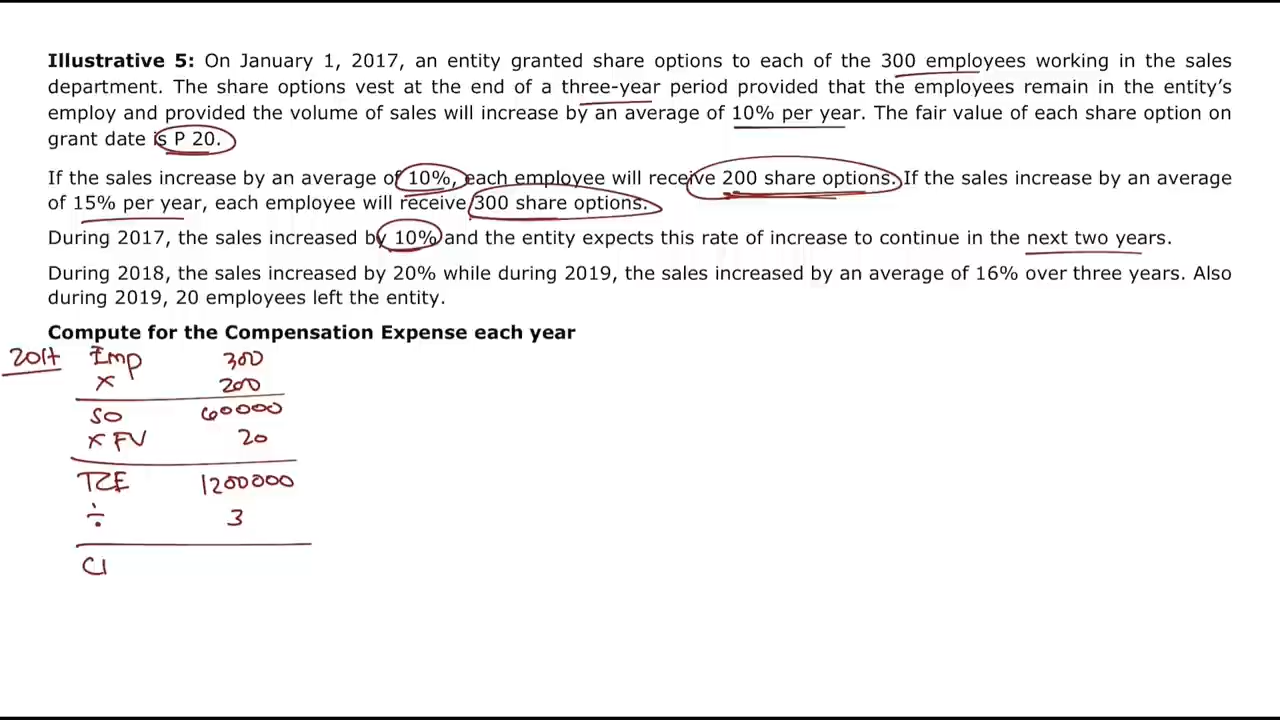 Illustrative 5: On January 1, 2017, an entity granted share options to each of the 300 employees working in the sales
department. The share options vest at the end of a three-year period provided that the employees remain in the entity's
employ and provided the volume of sales will increase by an average of 10% per year. The fair value of each share option on
grant date is P 20.
If the sales increase by an average of 10%, each employee will receive 200 share options. If the sales increase by an average
of 15% per year, each employee will receive 300 share options.
During 2017, the sales increased by 10% and the entity expects this rate of increase to continue in the next two years.
During 2018, the sales increased by 20% while during 2019, the sales increased by an average of 16% over three years. Also
during 2019, 20 employees left the entity.
Compute for the Compensation Expense each year
2017 Emp 300
× 200
SO 60000
× FV 20
TCE 1200000
÷ 3
CE